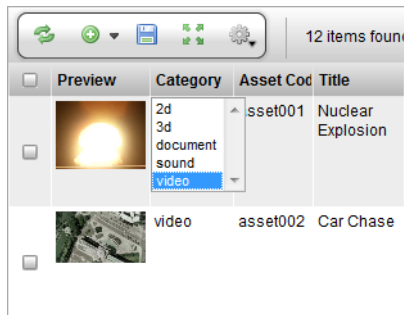 12 items foun
Preview Category Asset Cod Title
2d
3d
document
sound
video
sset001 Nuclear
Explosion
video asset002 Car Chase